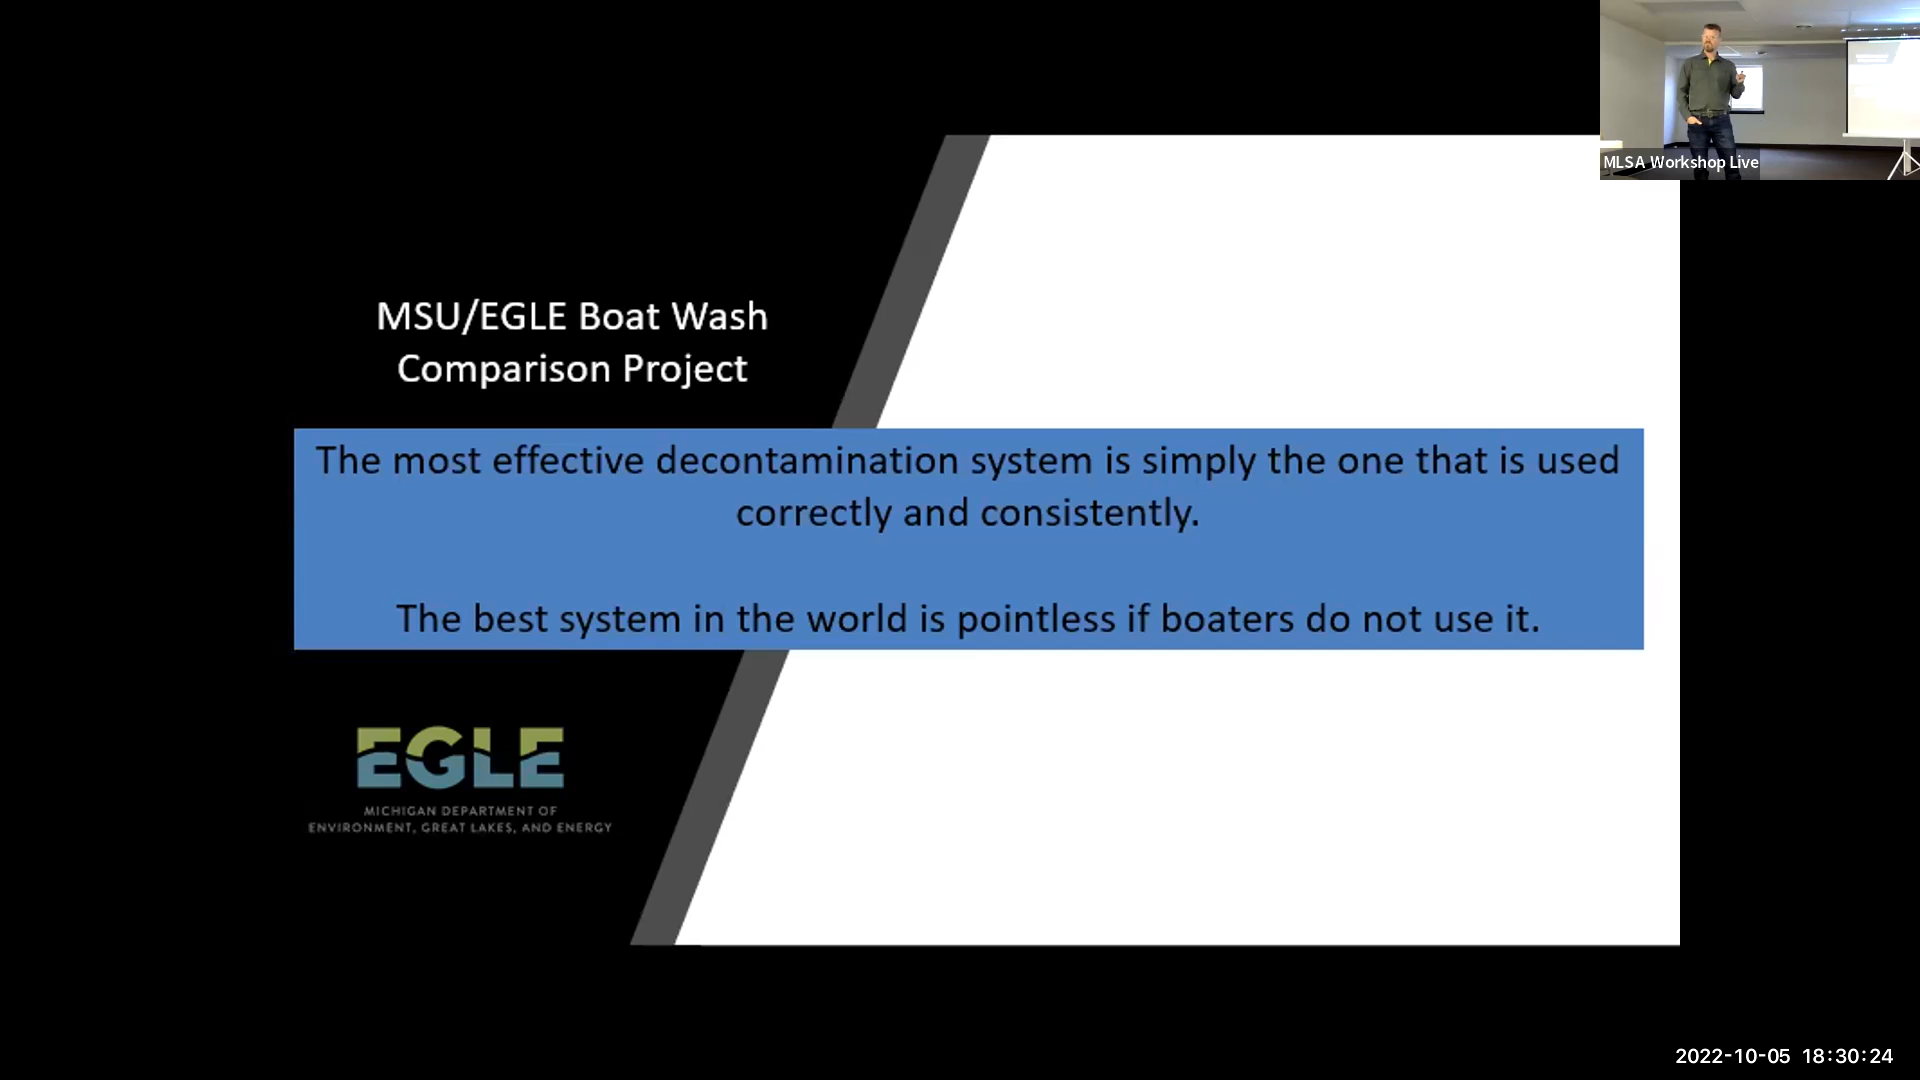 MLSA Workshop Live
MSU/EGLE Boat Wash
Comparison Project
The most effective decontamination system is simply the one that is used
correctly and consistently.
The best system in the world is pointless if boaters do not use it.
EGLE
MICHIGAN DEPARTMENT OF
ENVIRONMENT, GREAT LAKES, AND ENERGY
2022-10-05 18:30:24